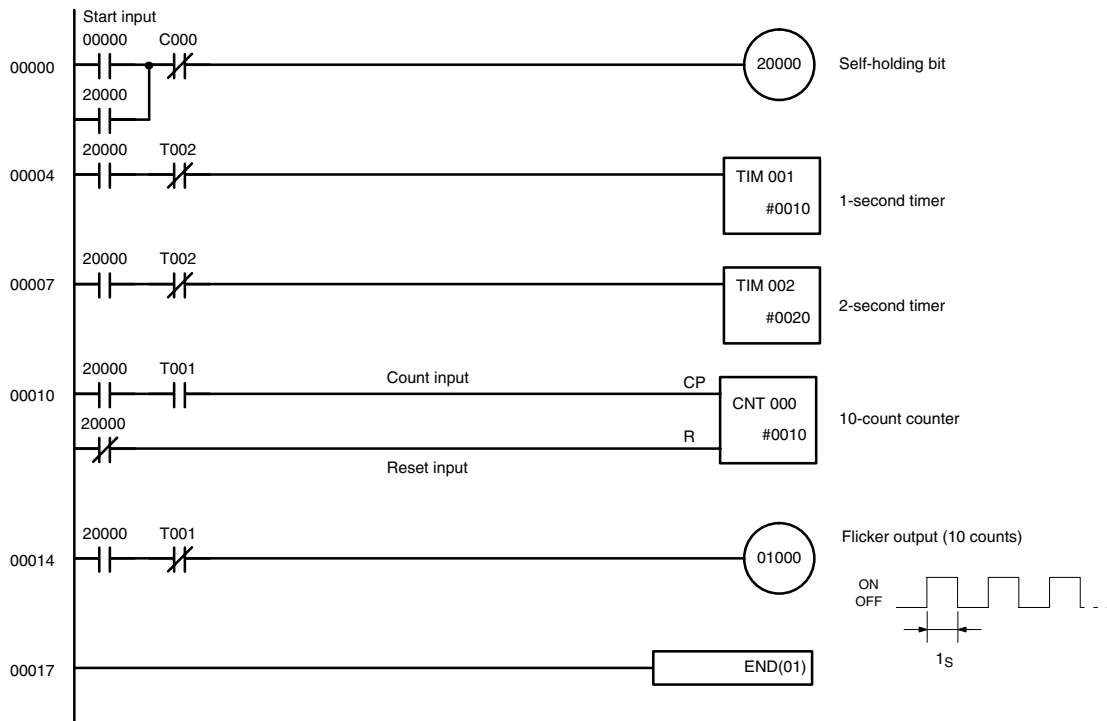 Start input
00000 C000
00000
20000
20000
Self-holding bit
20000 T002
00004
TIM 001
#0010
1-second timer
20000 T002
00007
TIM 002
#0020
2-second timer
20000 T001
00010
Count input
CP
CNT 000
#0010
10-count counter
20000
R
Reset input
20000 T001
00014
01000
Flicker output (10 counts)
ON
OFF
1S
00017
END(01)